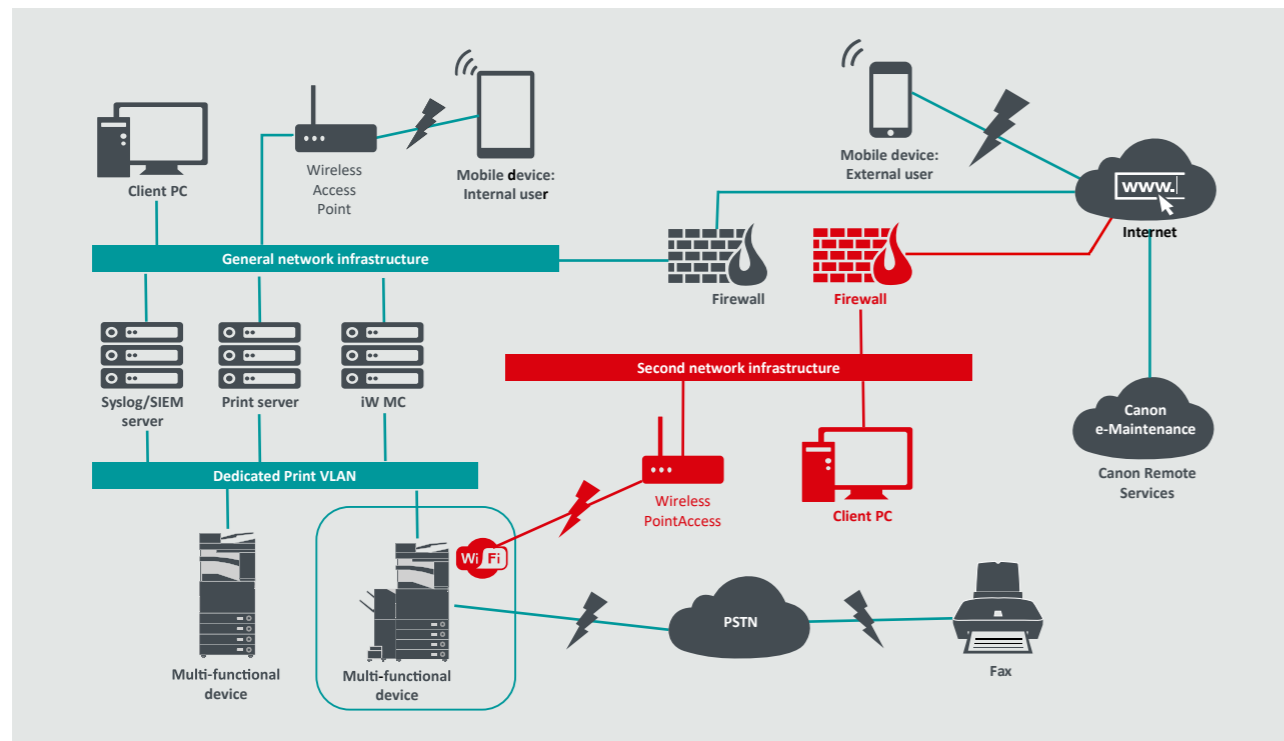 Client PC
Wireless
Access
Point
Mobile device:
Internal user
Mobile device:
External user
www.
Internet
General network infrastructure
Firewall
Firewall
Syslog/SIEM
server
Print server
iW MC
Second network infrastructure
Canon
e-Maintenance
Canon Remote
Services
Dedicated Print VLAN
Wireless
PointAccess
Client PC
Wi Fi
Multi-functional
device
Multi-functional
device
PSTN
Fax